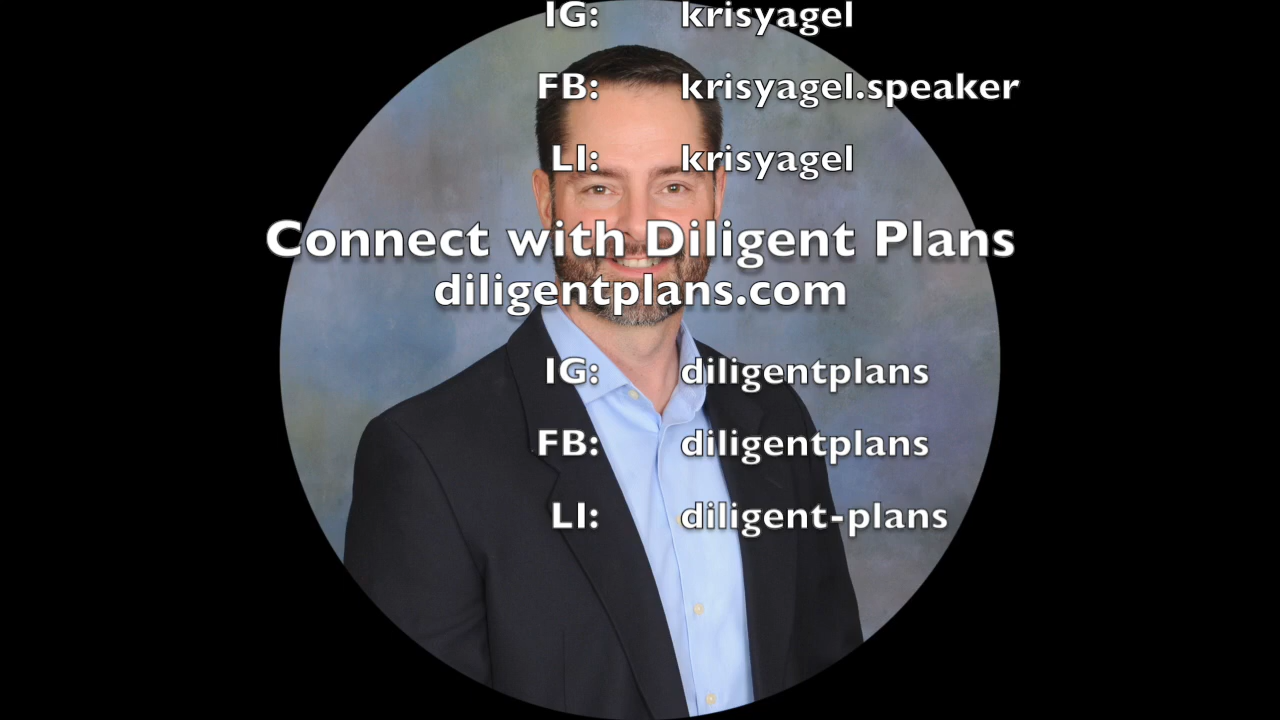 IG: krisyagel
FB: krisyagel.speaker
LI: krisyagel
Connect with Diligent Plans
diligentplans.com
IG: diligentplans
FB: diligentplans
LI: diligent-plans